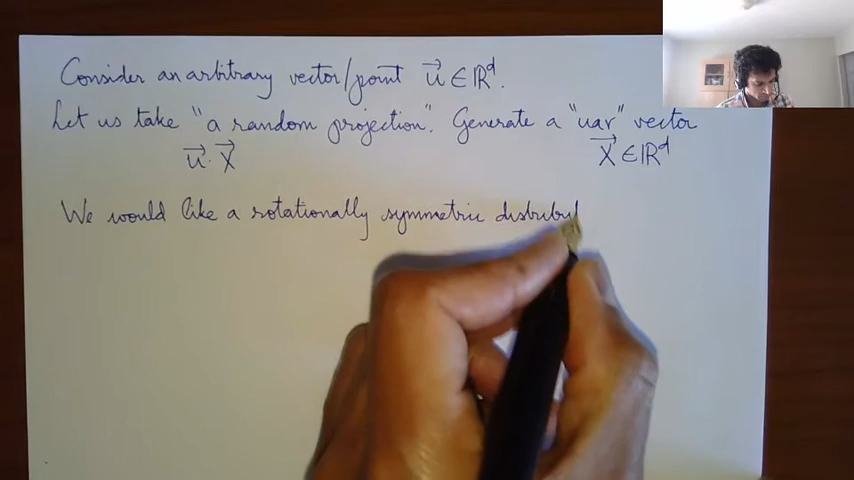 Consider an arbitrary vector/point u⃗ ∈ ℝᵈ.
Let us take "a random projection". Generate a "uar" vector
u⃗·X⃗ X⃗ ∈ ℝᵈ
We would like a rotationally symmetric distribut